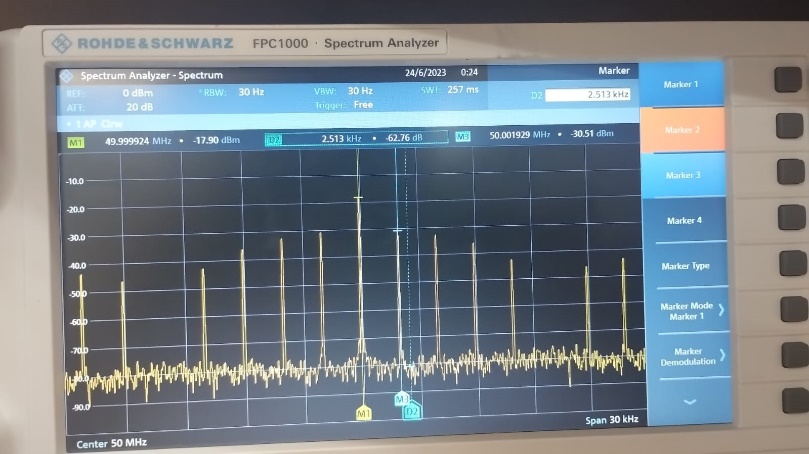 ROHDE&SCHWARZ FPC1000 · Spectrum Analyzer
Spectrum Analyzer - Spectrum 24/6/2023 0:24 Marker
REF: 0 dBm *RBW: 30 Hz VBW: 30 Hz SWT: 257 ms
ATT: 20 dB Trigger: Free D2 2.513 kHz
• 1 AP Clrw
M1 49.999924 MHz • -17.90 dBm D2 2.513 kHz • -62.76 dB M3 50.001929 MHz • -30.51 dBm
-10.0
-20.0
-30.0
-40.0
-50.0
-60.0
-70.0
-80.0
-90.0
M1 M3 D2
Center 50 MHz Span 30 kHz
Marker 1
Marker 2
Marker 3
Marker 4
Marker Type
Marker Mode
Marker 1
Marker
Demodulation